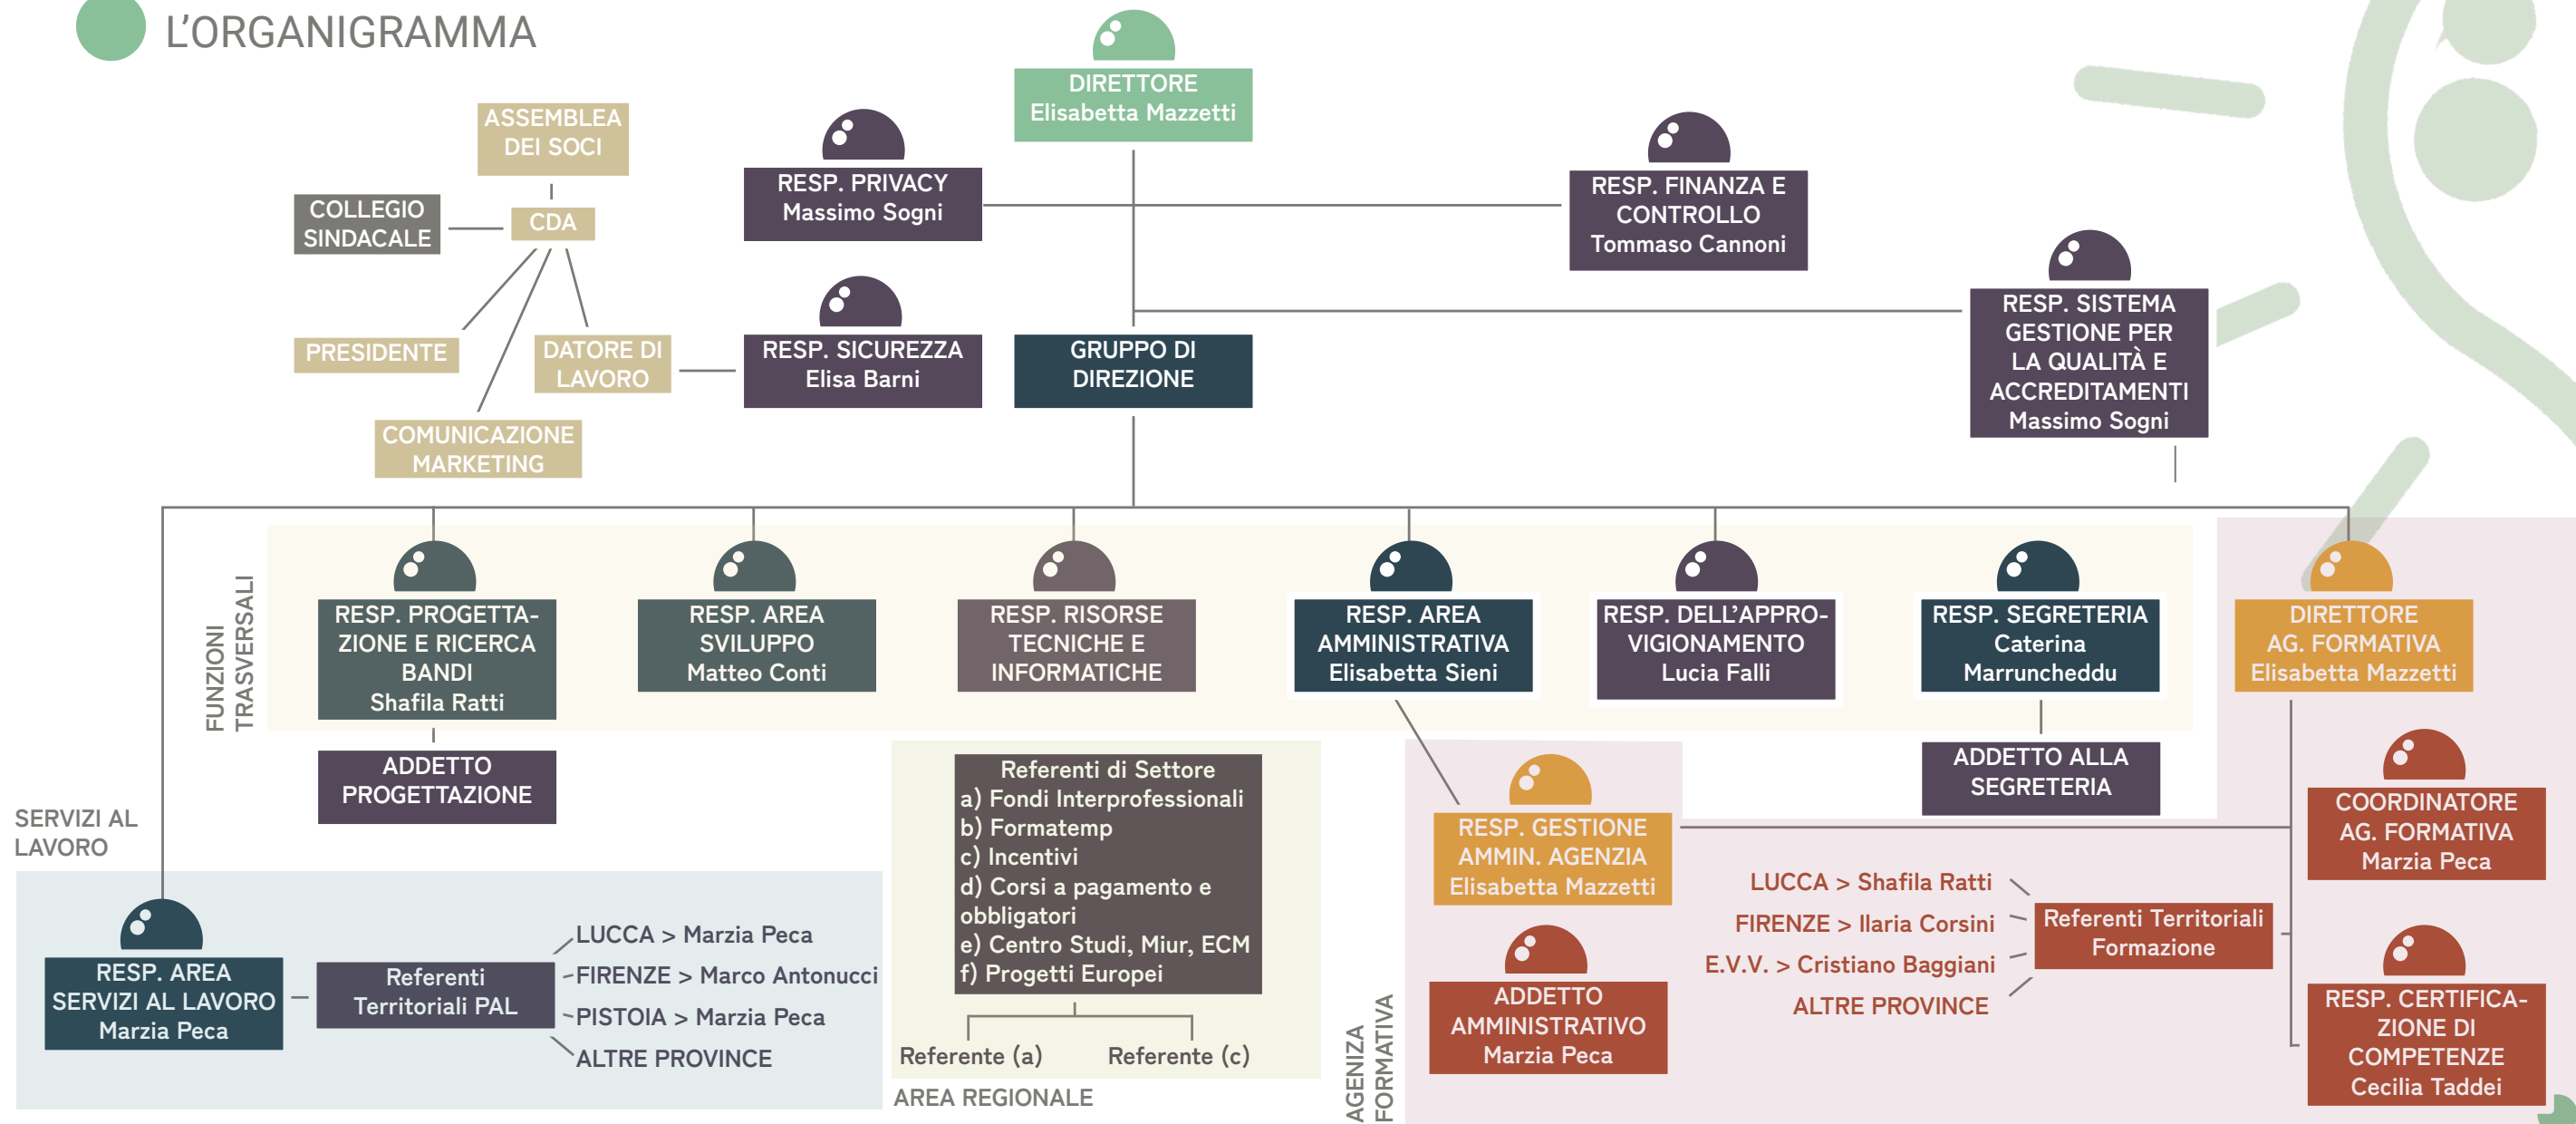 L'ORGANIGRAMMA
DIRETTORE
Elisabetta Mazzetti
ASSEMBLEA
DEI SOCI
COLLEGIO
SINDACALE
CDA
PRESIDENTE
DATORE DI
LAVORO
COMUNICAZIONE
MARKETING
RESP. PRIVACY
Massimo Sogni
RESP. FINANZA E
CONTROLLO
Tommaso Cannoni
RESP. SICUREZZA
Elisa Barni
GRUPPO DI
DIREZIONE
RESP. SISTEMA
GESTIONE PER
LA QUALITÀ E
ACCREDITAMENTI
Massimo Sogni
FUNZIONI
TRASVERSALI
RESP. PROGETTA-
ZIONE E RICERCA
BANDI
Shafila Ratti
RESP. AREA
SVILUPPO
Matteo Conti
RESP. RISORSE
TECNICHE E
INFORMATICHE
RESP. AREA
AMMINISTRATIVA
Elisabetta Sieni
RESP. DELL'APPRO-
VIGIONAMENTO
Lucia Falli
RESP. SEGRETERIA
Caterina
Marruncheddu
DIRETTORE
AG. FORMATIVA
Elisabetta Mazzetti
ADDETTO
PROGETTAZIONE
ADDETTO ALLA
SEGRETERIA
SERVIZI AL
LAVORO
RESP. AREA
SERVIZI AL LAVORO
Marzia Peca
Referenti
Territoriali PAL
LUCCA > Marzia Peca
FIRENZE > Marco Antonucci
PISTOIA > Marzia Peca
ALTRE PROVINCE
Referenti di Settore
a) Fondi Interprofessionali
b) Formatemp
c) Incentivi
d) Corsi a pagamento e
obbligatori
e) Centro Studi, Miur, ECM
f) Progetti Europei
Referente (a)
Referente (c)
AREA REGIONALE
AGENIZA
FORMATIVA
RESP. GESTIONE
AMMIN. AGENZIA
Elisabetta Mazzetti
ADDETTO
AMMINISTRATIVO
Marzia Peca
LUCCA > Shafila Ratti
FIRENZE > Ilaria Corsini
E.V.V. > Cristiano Baggiani
ALTRE PROVINCE
Referenti Territoriali
Formazione
COORDINATORE
AG. FORMATIVA
Marzia Peca
RESP. CERTIFICA-
ZIONE DI
COMPETENZE
Cecilia Taddei